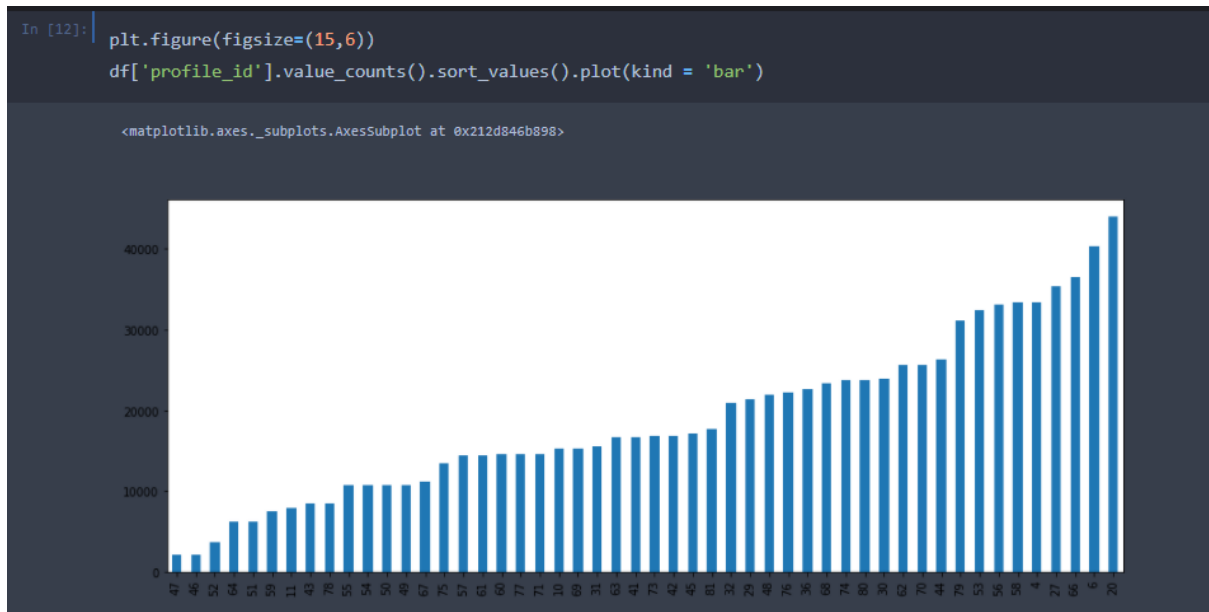 In [12]:
plt.figure(figsize=(15,6))
df['profile_id'].value_counts().sort_values().plot(kind = 'bar')
<matplotlib.axes._subplots.AxesSubplot at 0x212d846b898>
40000
30000
20000
10000
0
47 46 52 64 51 59 11 43 78 55 54 50 49 67 75 57 61 60 77 71 10 69 31 63 41 73 42 45 81 32 29 48 76 36 68 74 80 30 62 70 44 79 53 56 58 4 27 66 6 20